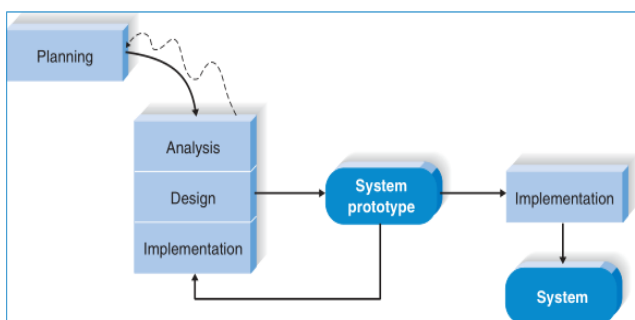 Planning
Analysis
Design
Implementation
System
prototype
Implementation
System